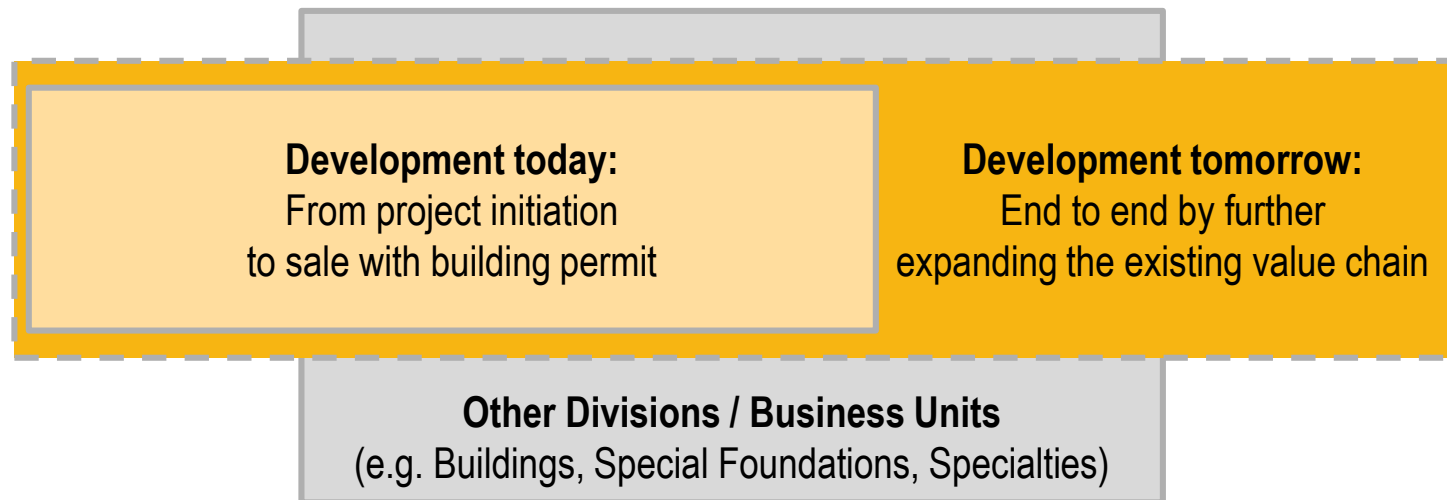 Development today:
From project initiation
to sale with building permit
Development tomorrow:
End to end by further
expanding the existing value chain
Other Divisions / Business Units
(e.g. Buildings, Special Foundations, Specialties)